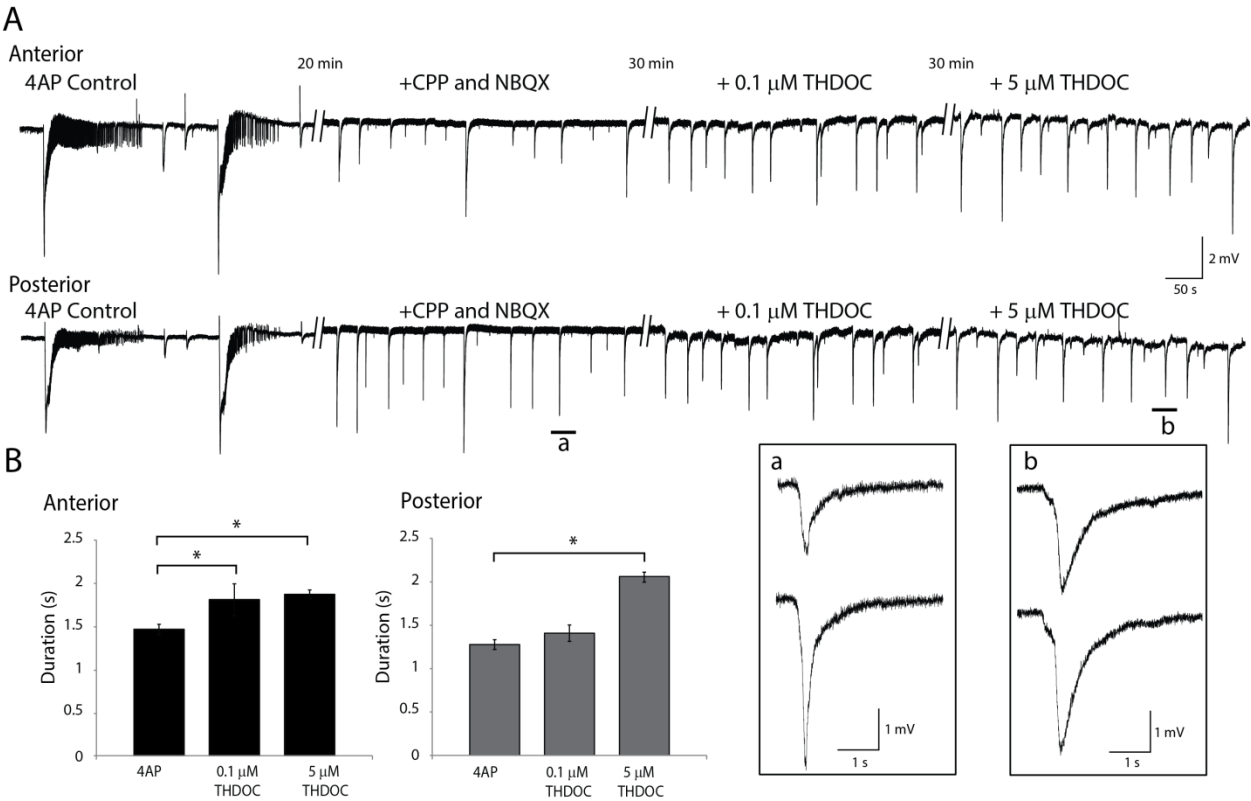 A
Anterior
4AP Control 20 min +CPP and NBQX 30 min + 0.1 µM THDOC 30 min + 5 µM THDOC
2 mV
50 s
Posterior
4AP Control +CPP and NBQX + 0.1 µM THDOC + 5 µM THDOC
a b
B
Anterior
*
*
2.5
2
1.5
1
0.5
0
Duration (s)
4AP 0.1 µM THDOC 5 µM THDOC
Posterior
*
2.5
2
1.5
1
0.5
0
Duration (s)
4AP 0.1 µM THDOC 5 µM THDOC
a
1 mV
1 s
b
1 mV
1 s